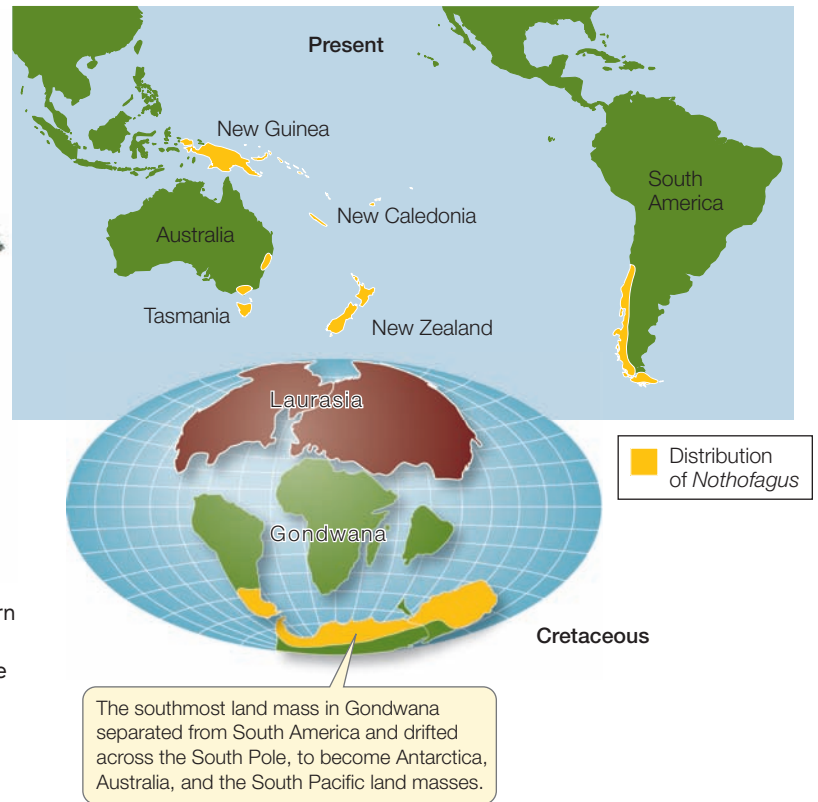 Present
New Guinea
South
America
New Caledonia
Australia
Tasmania
New Zealand
Laurasia
Distribution
of Nothofagus
Gondwana
rn
Cretaceous
e
The southmost land mass in Gondwana
separated from South America and drifted
across the South Pole, to become Antarctica,
Australia, and the South Pacific land masses.